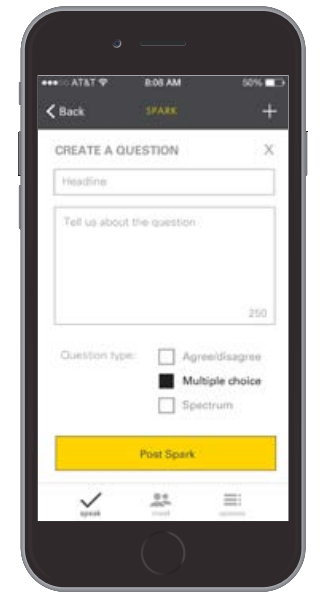 AT&T 8:08 AM 50%
Back SPARK +
CREATE A QUESTION X
Headline
Tell us about the question
250
Question type: Agree/disagree
Multiple choice
Spectrum
Post Spark
speak